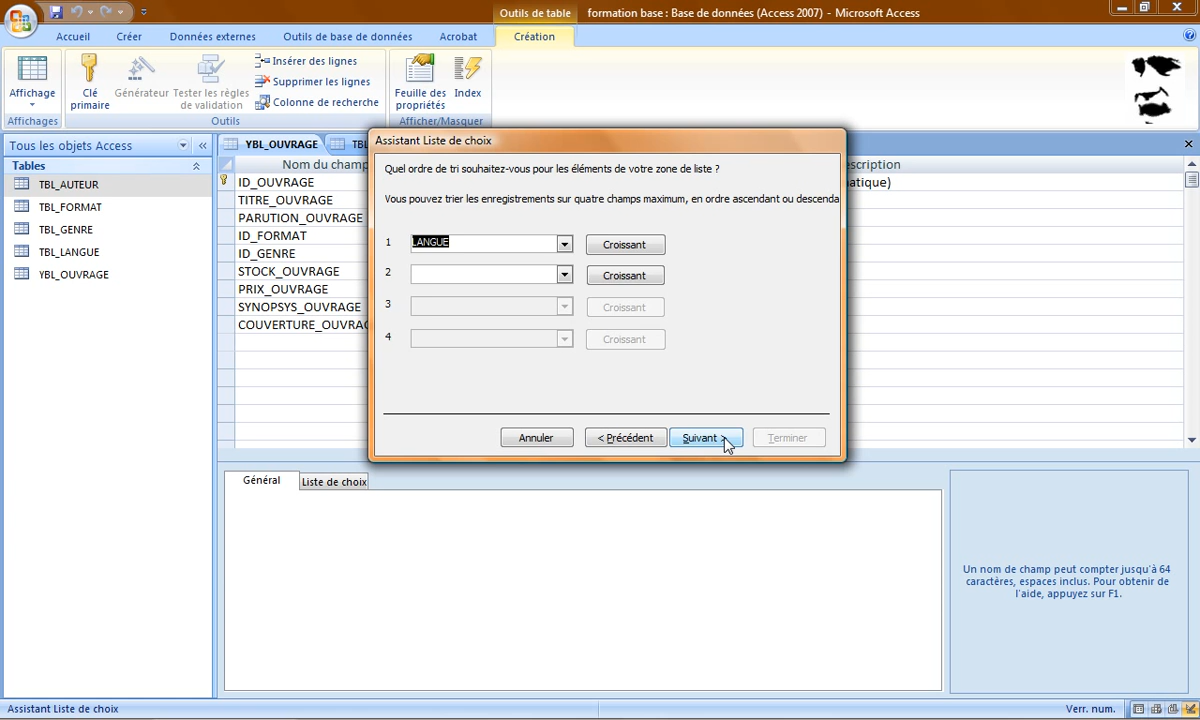 Outils de table
formation base : Base de données (Access 2007) - Microsoft Access
Accueil
Créer
Données externes
Outils de base de données
Acrobat
Création
Affichage
Clé primaire
Générateur
Tester les règles de validation
Insérer des lignes
Supprimer les lignes
Colonne de recherche
Feuille des propriétés
Index
Affichages
Outils
Afficher/Masquer
Tous les objets Access
Tables
TBL_AUTEUR
TBL_FORMAT
TBL_GENRE
TBL_LANGUE
YBL_OUVRAGE
YBL_OUVRAGE
TBL
Nom du champ
escription
ID_OUVRAGE
matique)
TITRE_OUVRAGE
PARUTION_OUVRAGE
ID_FORMAT
ID_GENRE
STOCK_OUVRAGE
PRIX_OUVRAGE
SYNOPSYS_OUVRAGE
COUVERTURE_OUVRAG
Assistant Liste de choix
Quel ordre de tri souhaitez-vous pour les éléments de votre zone de liste ?
Vous pouvez trier les enregistrements sur quatre champs maximum, en ordre ascendant ou descenda
1 LANGUE Croissant
2 Croissant
3 Croissant
4 Croissant
Annuler
< Précédent
Suivant >
Terminer
Général
Liste de choix
Un nom de champ peut compter jusqu'à 64
caractères, espaces inclus. Pour obtenir de
l'aide, appuyez sur F1.
Assistant Liste de choix
Verr. num.